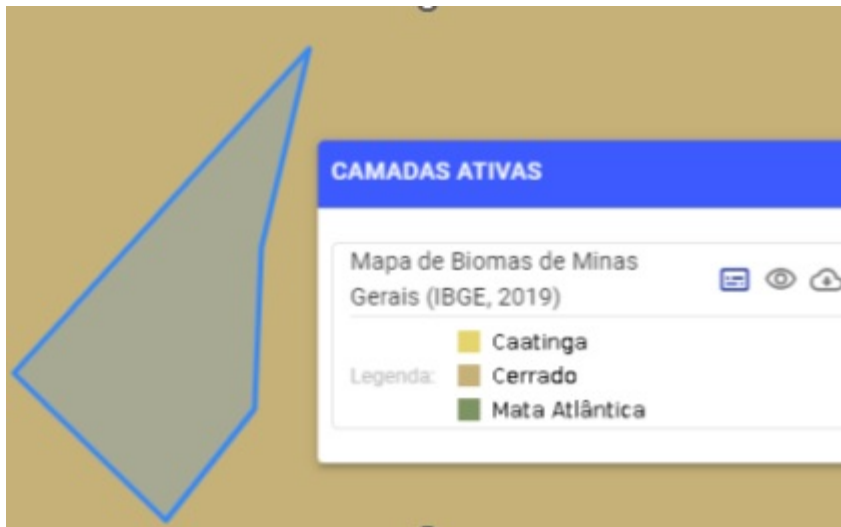 CAMADAS ATIVAS
Mapa de Biomas de Minas
Gerais (IBGE, 2019)
Caatinga
Legenda:
Cerrado
Mata Atlântica